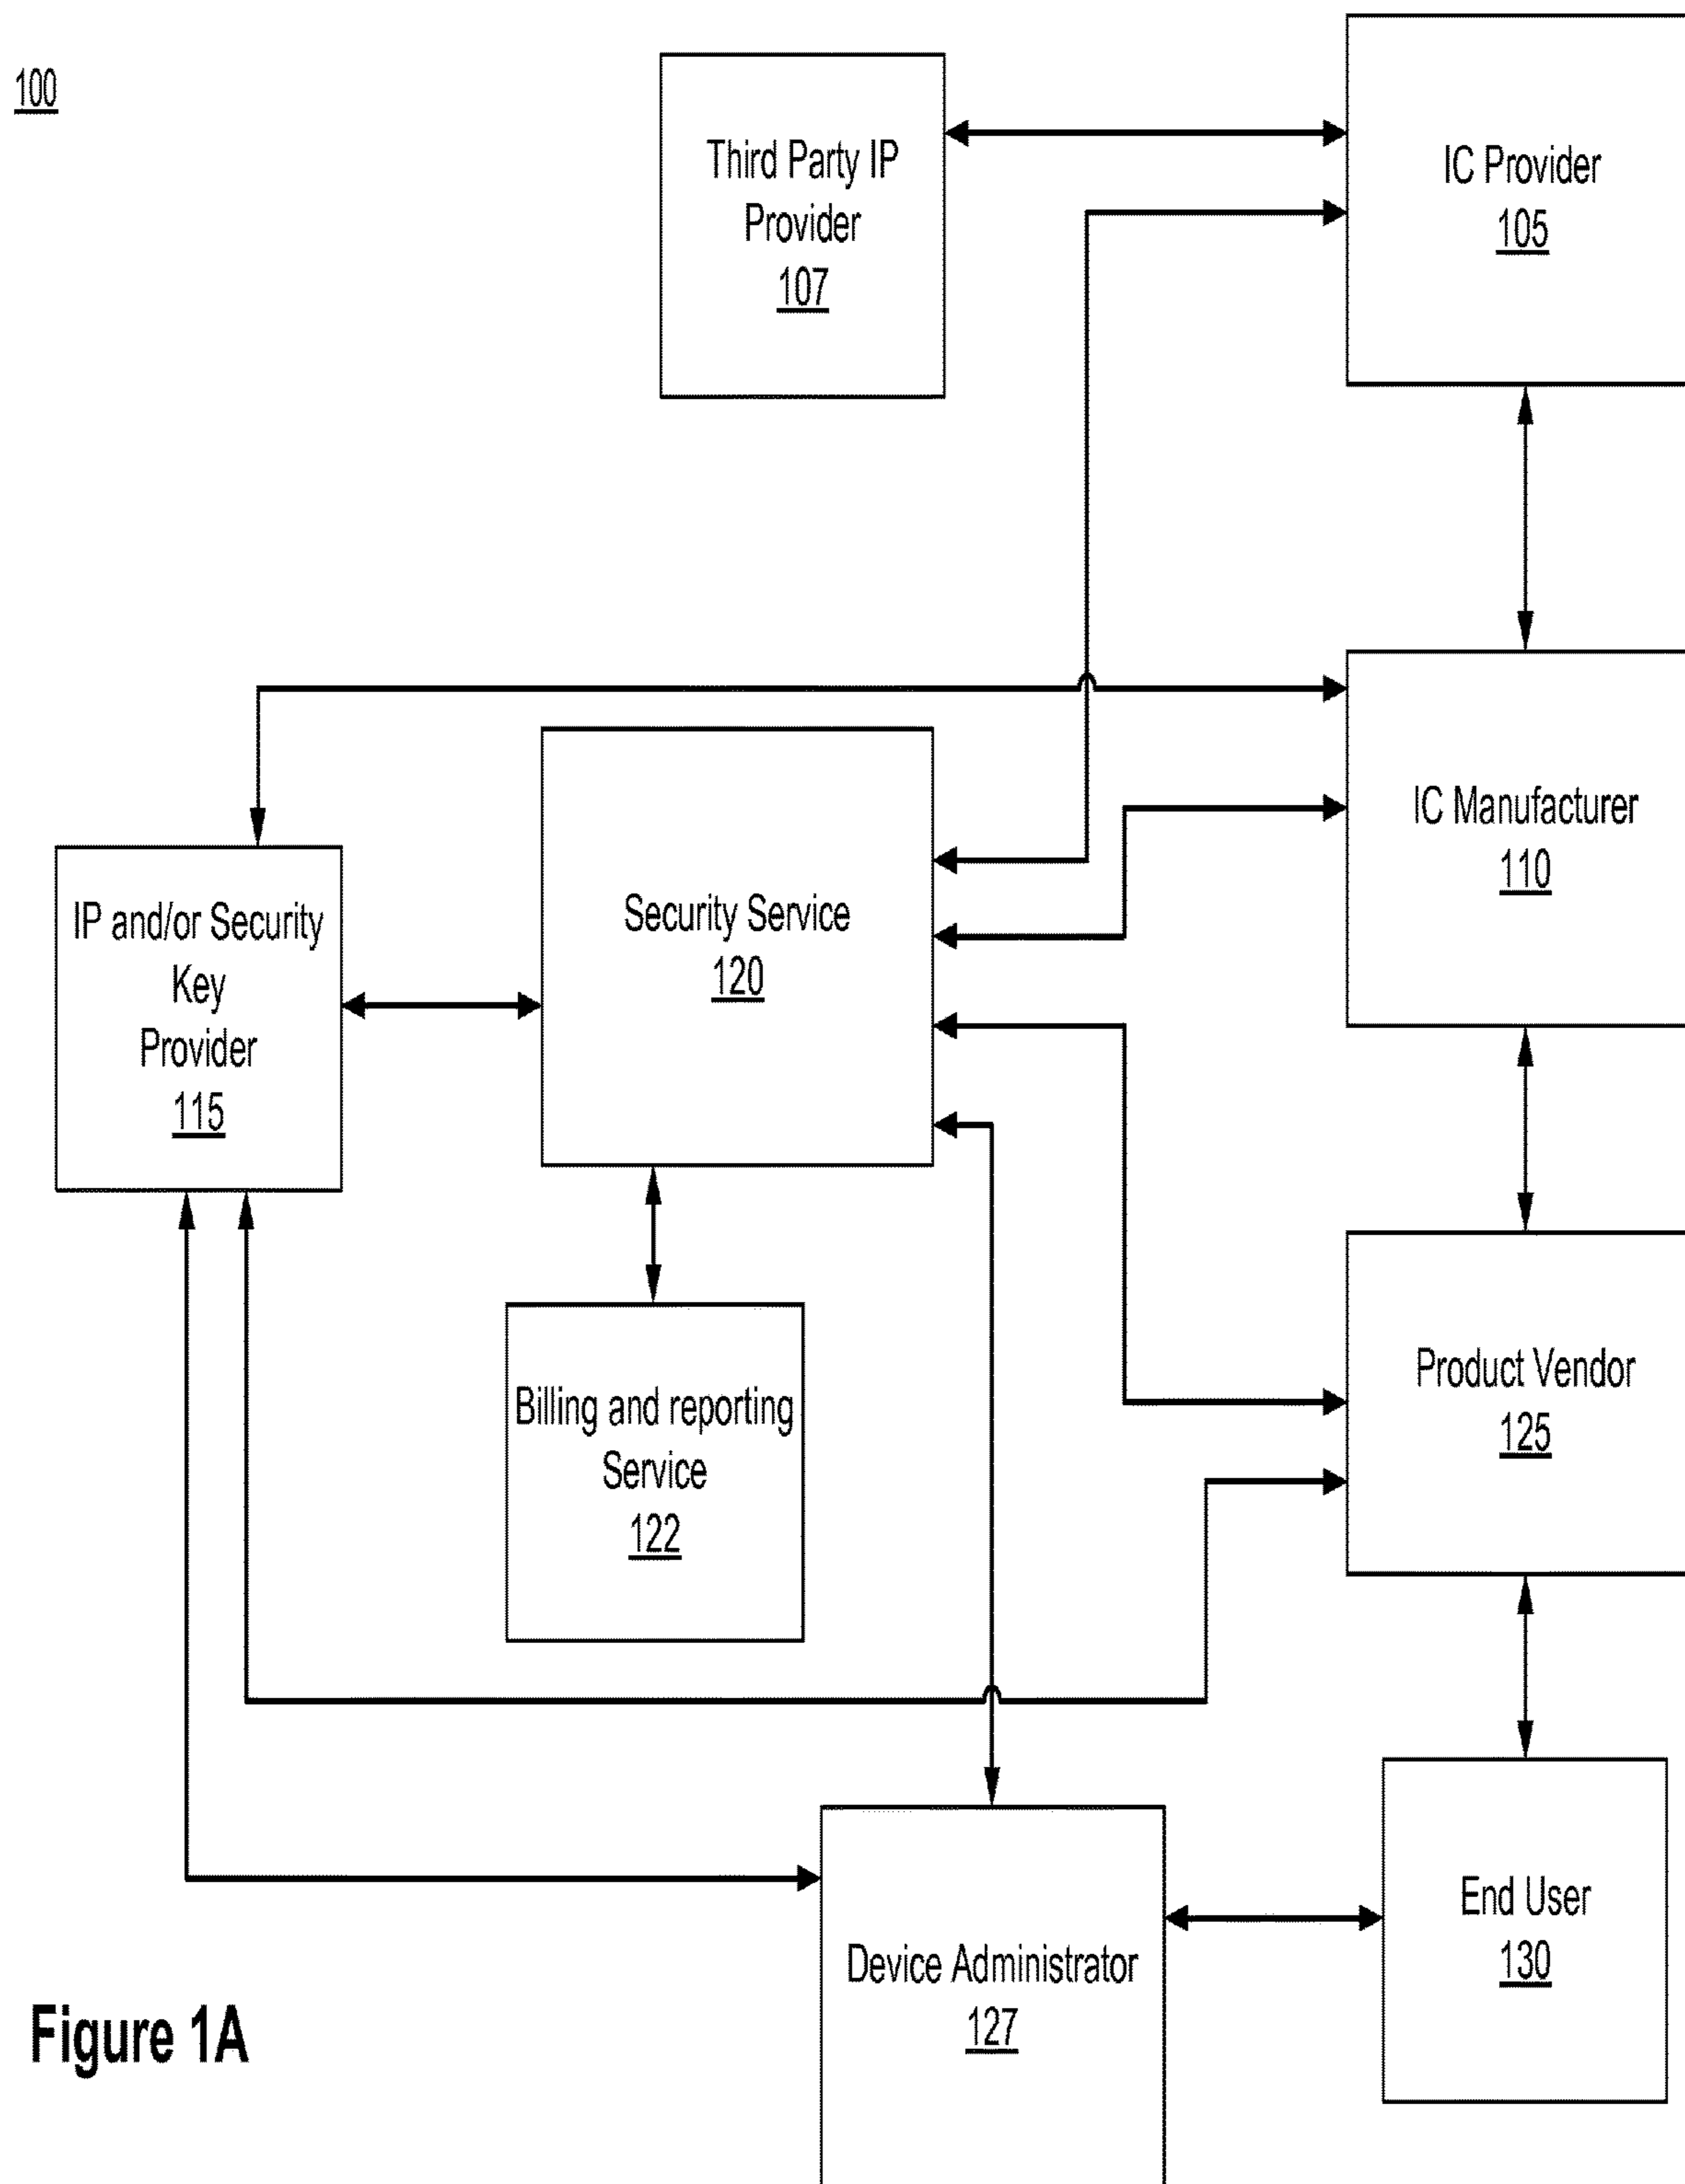 100
Third Party IP
Provider
107
IC Provider
105
IC Manufacturer
110
IP and/or Security
Key
Provider
115
Security Service
120
Billing and reporting
Service
122
Product Vendor
125
Device Administrator
127
End User
130
Figure 1A